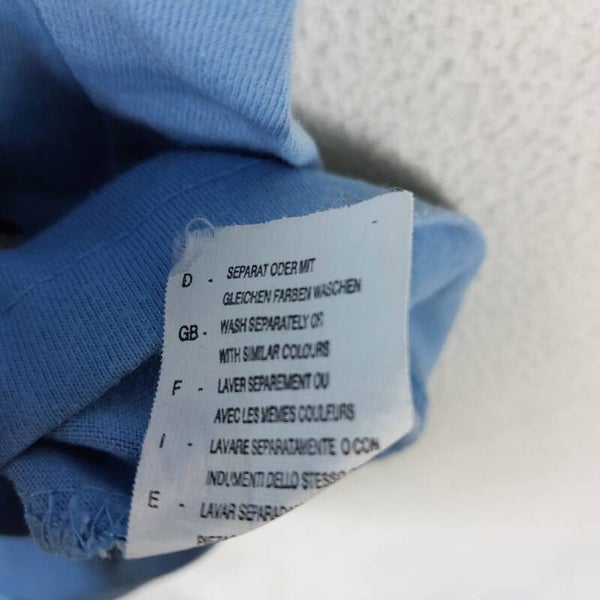 D - SEPARAT ODER MIT
GLEICHEN FARBEN WASCHEN
GB - WASH SEPARATELY OR
WITH SIMILAR COLOURS
F - LAVER SEPAREMENT OU
AVEC LES MEMES COULEURS
I - LAVARE SEPARATAMENTE O CON
INDUMENTI DELLO STESSO
E - LAVAR